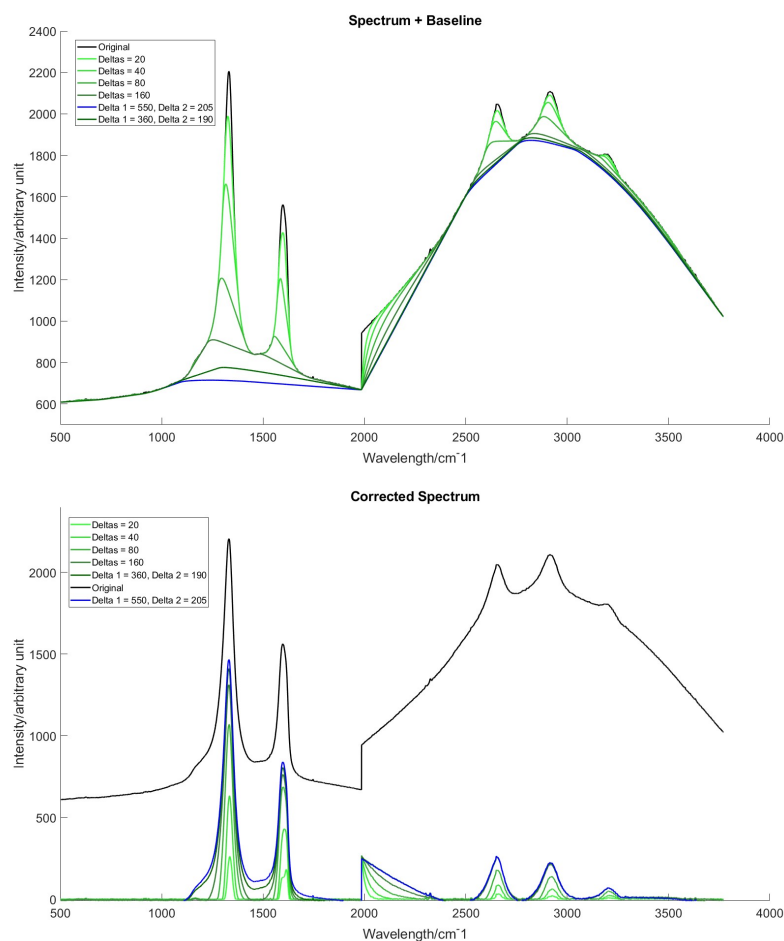 Spectrum + Baseline
2400
2200
2000
1800
1600
1400
1200
1000
800
600
Intensity/arbitrary unit
Original
Deltas = 20
Deltas = 40
Deltas = 80
Deltas = 160
Delta 1 = 550, Delta 2 = 205
Delta 1 = 360, Delta 2 = 190
500 1000 1500 2000 2500 3000 3500 4000
Wavelength/cm-1
Corrected Spectrum
2000
1500
1000
500
0
Intensity/arbitrary unit
Deltas = 20
Deltas = 40
Deltas = 80
Deltas = 160
Delta 1 = 360, Delta 2 = 190
Original
Delta 1 = 550, Delta 2 = 205
500 1000 1500 2000 2500 3000 3500 4000
Wavelength/cm-1